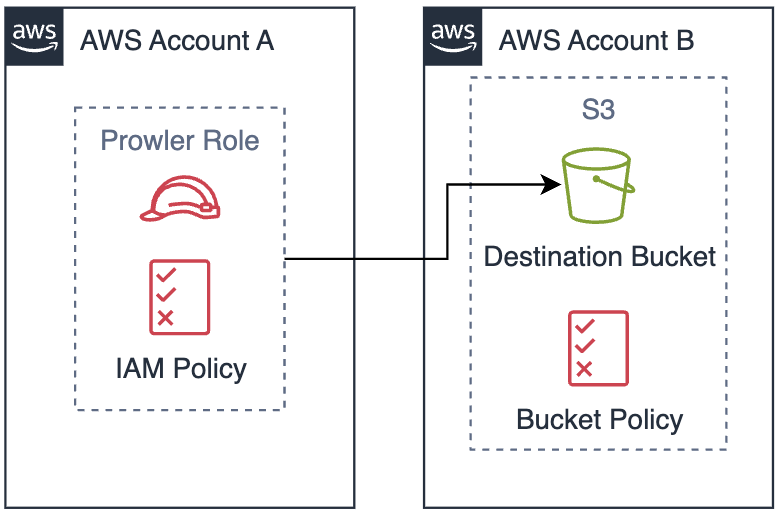 aws
AWS Account A
Prowler Role
IAM Policy
aws
AWS Account B
S3
Destination Bucket
Bucket Policy